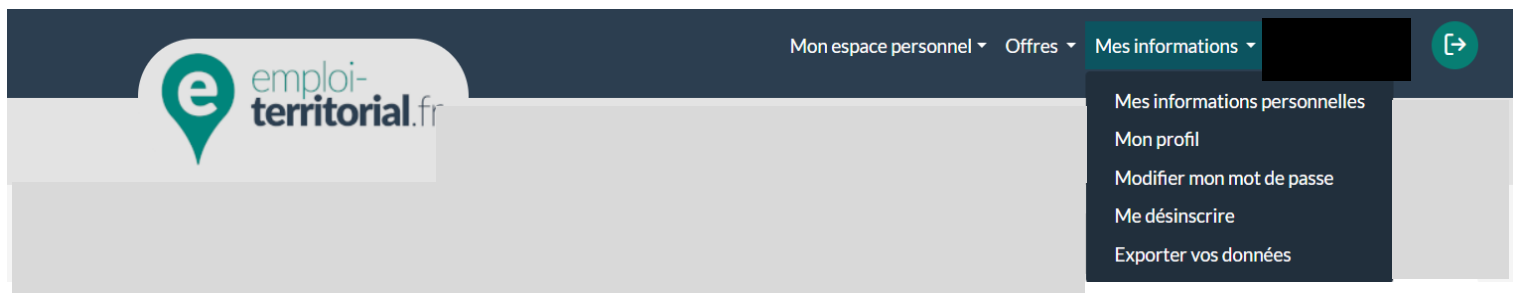 Mon espace personnel Offres Mes informations
e emploi-
territorial.fr
Mes informations personnelles
Mon profil
Modifier mon mot de passe
Me désinscrire
Exporter vos données